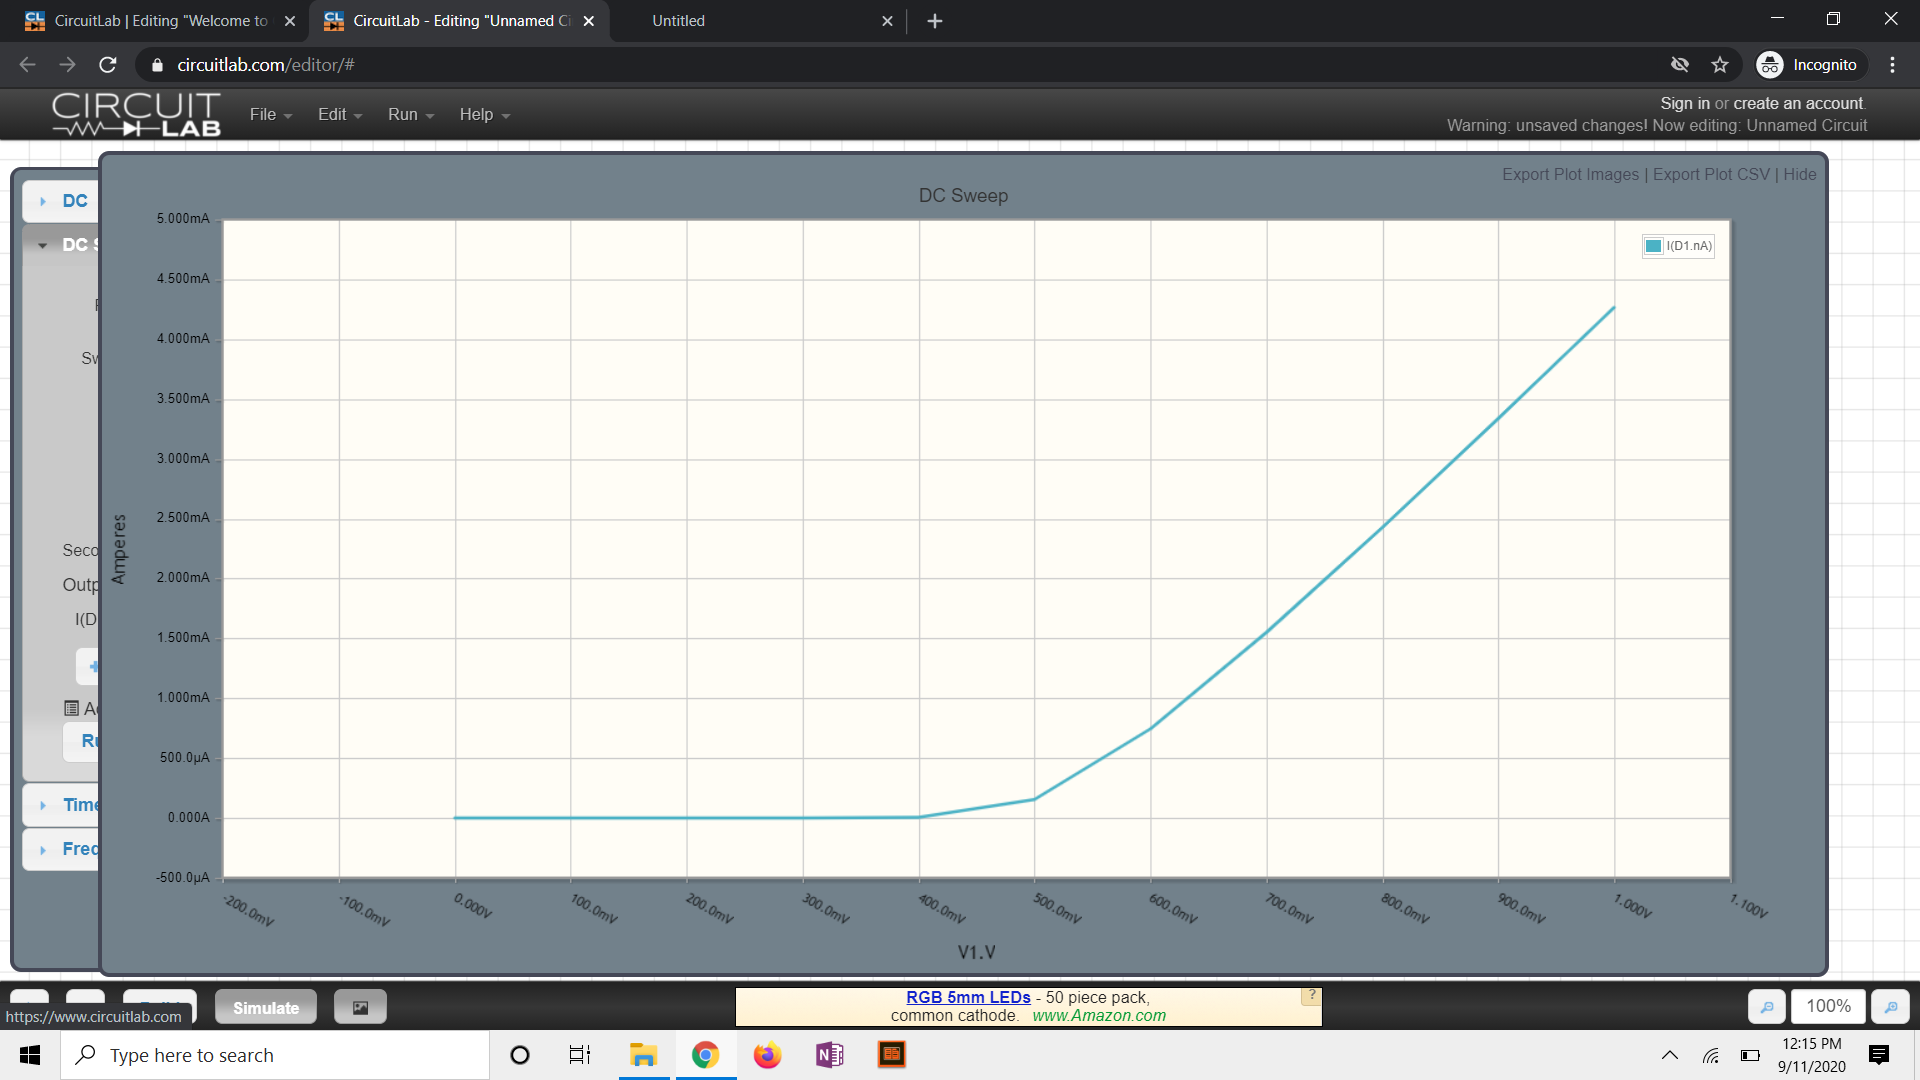 CircuitLab | Editing "Welcome to
CircuitLab - Editing "Unnamed Ci
Untitled
circuitlab.com/editor/#
Incognito
CIRCUIT
LAB
File
Edit
Run
Help
Sign in or create an account.
Warning: unsaved changes! Now editing: Unnamed Circuit
Export Plot Images | Export Plot CSV | Hide
DC
DC S
Sw
Seco
Outp
I(D
Ru
Time
Freq
DC Sweep
I(D1.nA)
5.000mA
4.500mA
4.000mA
3.500mA
3.000mA
2.500mA
2.000mA
1.500mA
1.000mA
500.0µA
0.000A
-500.0µA
Amperes
-200.0mV
-100.0mV
0.000V
100.0mV
200.0mV
300.0mV
400.0mV
500.0mV
600.0mV
700.0mV
800.0mV
900.0mV
1.000V
1.100V
V1.V
Simulate
RGB 5mm LEDs - 50 piece pack,
common cathode. www.Amazon.com
?
100%
https://www.circuitlab.com
Type here to search
12:15 PM
9/11/2020